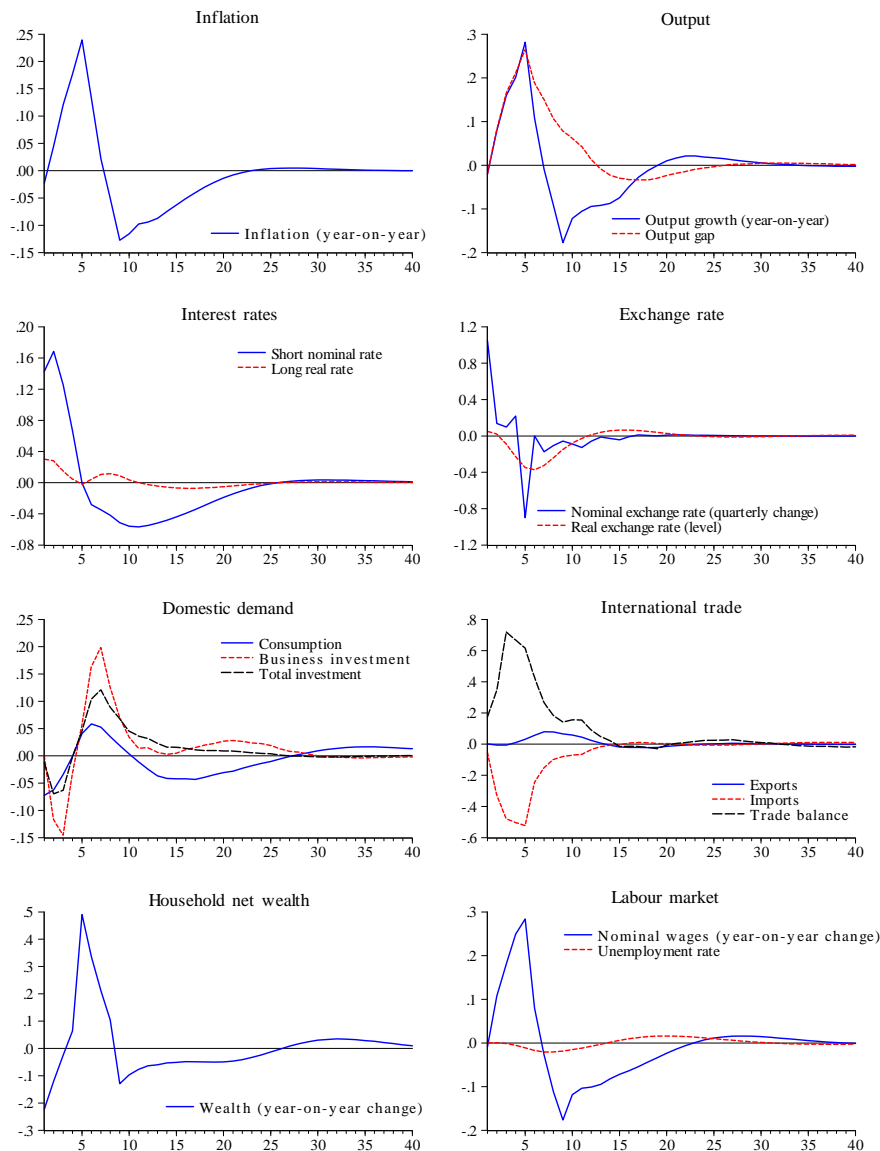 Inflation
.25
.20
.15
.10
.05
.00
-.05
-.10
-.15
Inflation (year-on-year)
5 10 15 20 25 30 35 40
Output
.3
.2
.1
.0
-.1
-.2
Output growth (year-on-year)
Output gap
5 10 15 20 25 30 35 40
Interest rates
.20
.16
.12
.08
.04
.00
-.04
-.08
Short nominal rate
Long real rate
5 10 15 20 25 30 35 40
Exchange rate
1.2
0.8
0.4
0.0
-0.4
-0.8
-1.2
Nominal exchange rate (quarterly change)
Real exchange rate (level)
5 10 15 20 25 30 35 40
Domestic demand
.25
.20
.15
.10
.05
.00
-.05
-.10
-.15
Consumption
Business investment
Total investment
5 10 15 20 25 30 35 40
International trade
.8
.6
.4
.2
.0
-.2
-.4
-.6
Exports
Imports
Trade balance
5 10 15 20 25 30 35 40
Household net wealth
.5
.4
.3
.2
.1
.0
-.1
-.2
-.3
Wealth (year-on-year change)
5 10 15 20 25 30 35 40
Labour market
.3
.2
.1
.0
-.1
-.2
Nominal wages (year-on-year change)
Unemployment rate
5 10 15 20 25 30 35 40